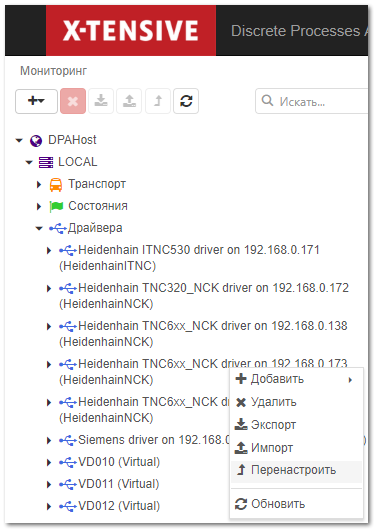 X-TENSIVE
Discrete Processes A
Мониторинг
Искать...
DPAHost
LOCAL
Транспорт
Состояния
Драйвера
Heidenhain ITNC530 driver on 192.168.0.171
(HeidenhainITNC)
Heidenhain TNC320_NCK driver on 192.168.0.172
(HeidenhainNCK)
Heidenhain TNC6xx_NCK driver on 192.168.0.138
(HeidenhainNCK)
Heidenhain TNC6xx_NCK driver on 192.168.0.173
(HeidenhainNCK)
Heidenhain TNC6xx_NCK d
(HeidenhainNCK)
Siemens driver on 192.168.0
VD010 (Virtual)
VD011 (Virtual)
VD012 (Virtual)
Добавить
Удалить
Экспорт
Импорт
Перенастроить
Обновить